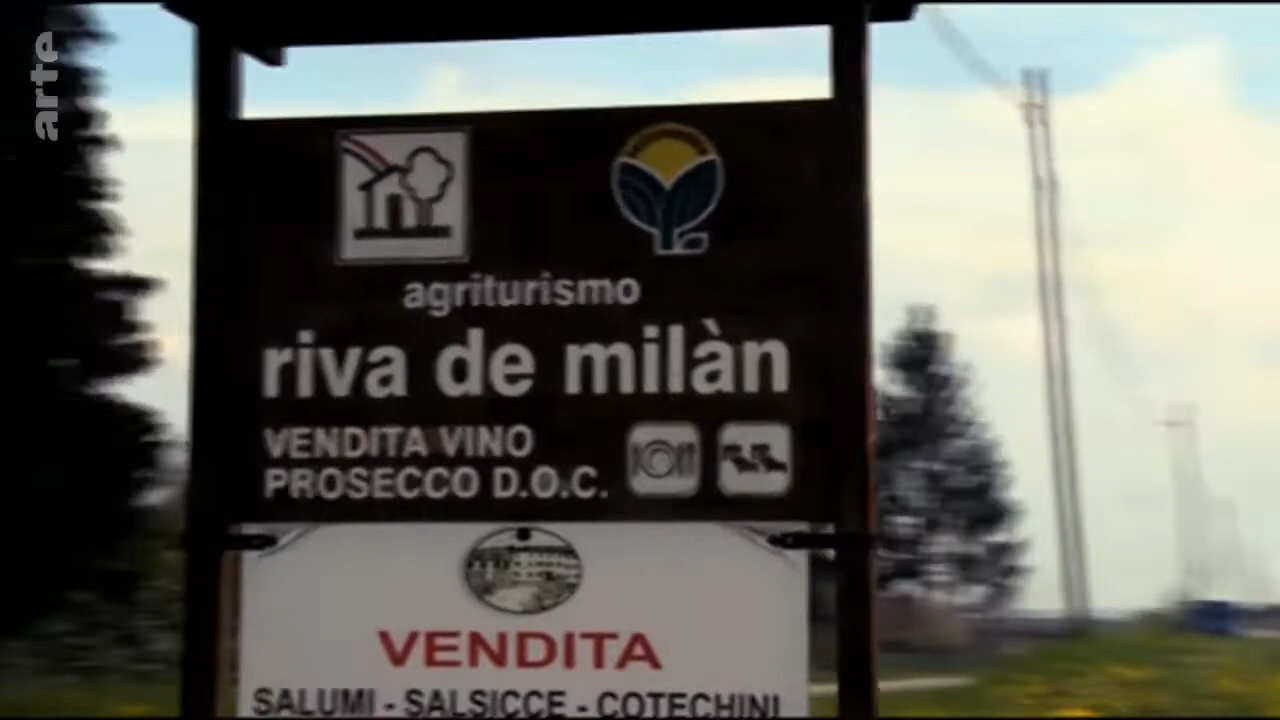 arte
agriturismo
riva de milàn
VENDITA VINO
PROSECCO D.O.C.
VENDITA
SALUMI - SALSICCE - COTECHINI